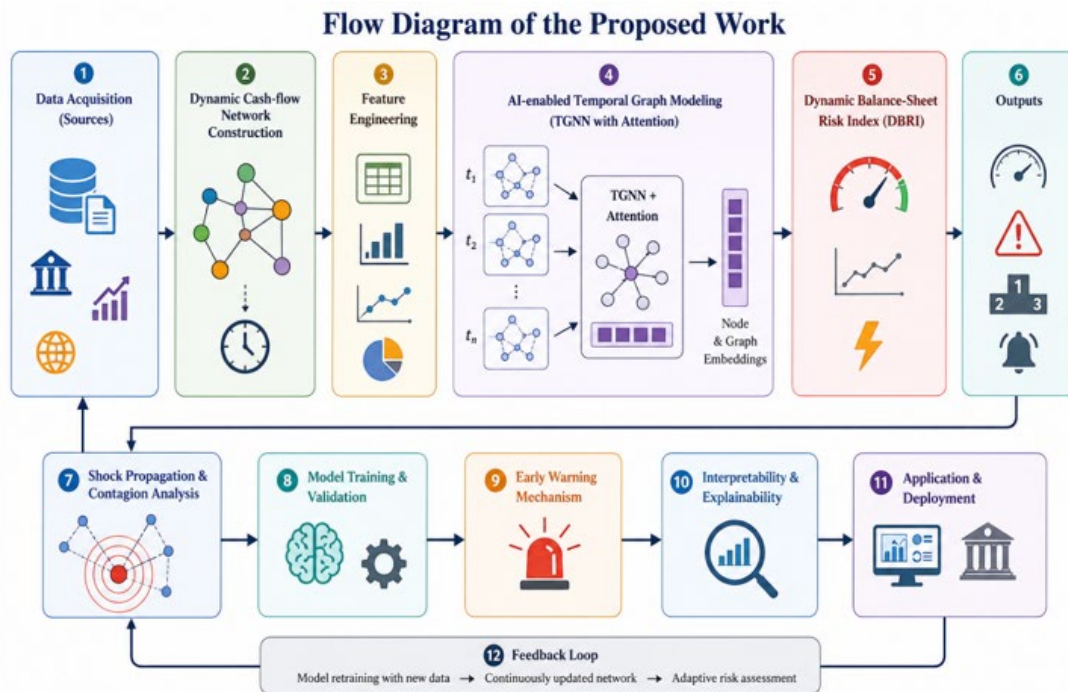 Flow Diagram of the Proposed Work
1
Data Acquisition
(Sources)
2
Dynamic Cash-flow
Network
Construction
3
Feature
Engineering
4
AI-enabled Temporal Graph Modeling
(TGNN with Attention)
t1
t2
⋮
tn
TGNN +
Attention
Node
& Graph
Embeddings
5
Dynamic Balance-Sheet
Risk Index (DBRI)
6
Outputs
1
2 3
7
Shock Propagation &
Contagion Analysis
8
Model Training &
Validation
9
Early Warning
Mechanism
10
Interpretability &
Explainability
11
Application &
Deployment
12 Feedback Loop
Model retraining with new data → Continuously updated network → Adaptive risk assessment